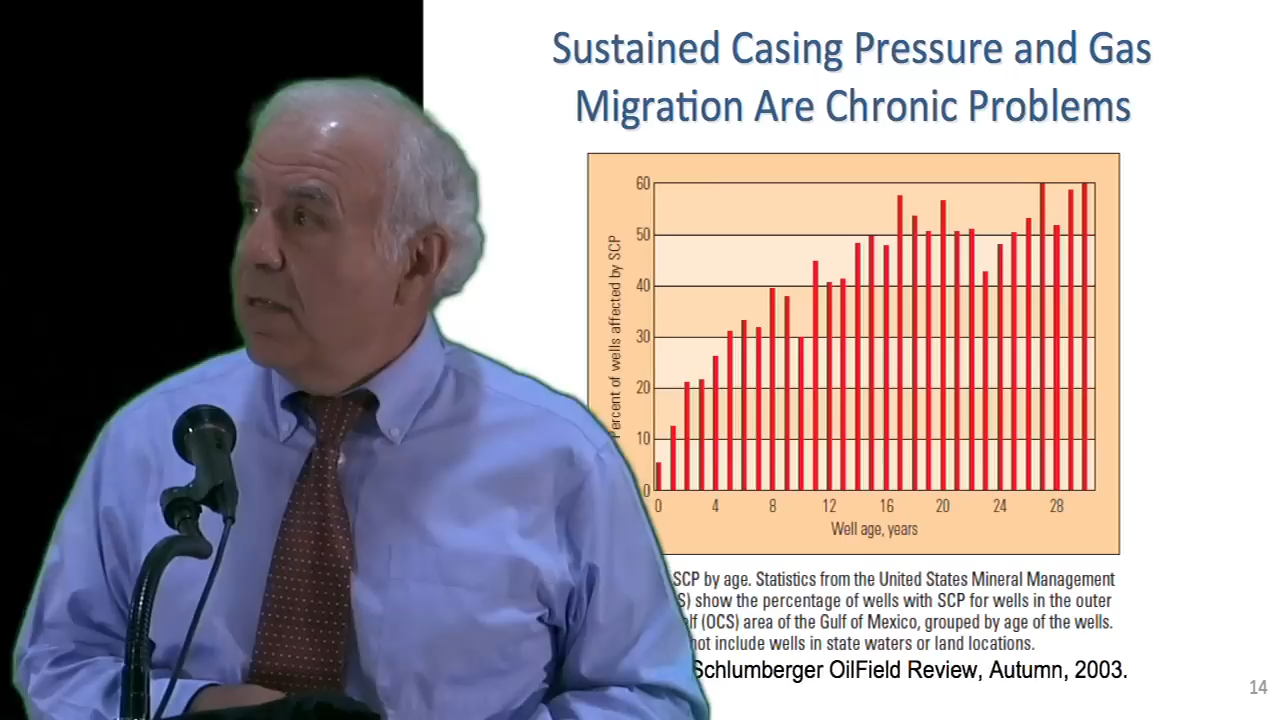 Sustained Casing Pressure and Gas
Migration Are Chronic Problems
60
50
40
30
20
10
0
Percent of wells affected by SCP
0 4 8 12 16 20 24 28
Well age, years
SCP by age. Statistics from the United States Mineral Management
S) show the percentage of wells with SCP for wells in the outer
lf (OCS) area of the Gulf of Mexico, grouped by age of the wells.
not include wells in state waters or land locations.
Schlumberger OilField Review, Autumn, 2003.
14